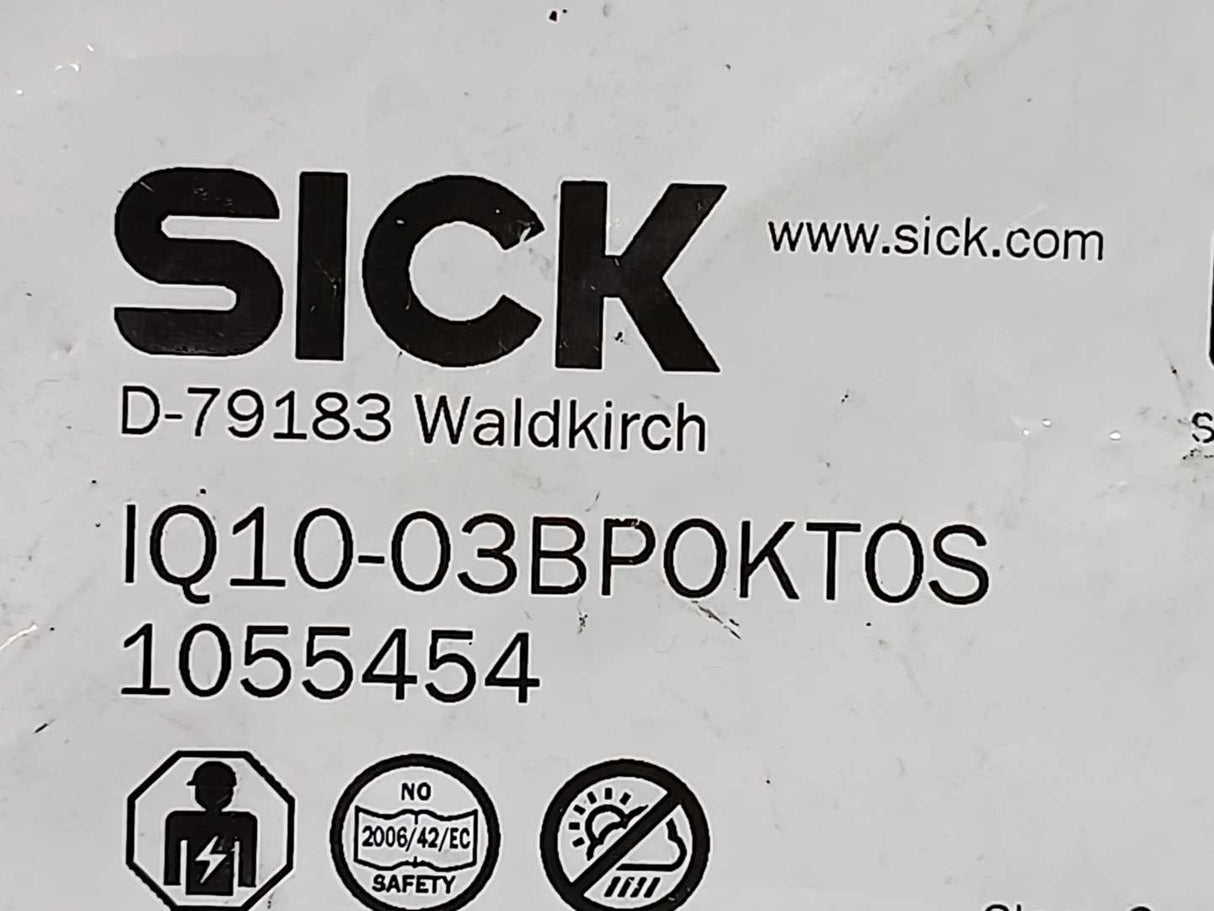 SICK
www.sick.com
D-79183 Waldkirch
IQ10-03BPOKT0S
1055454
NO
2006/42/EC
SAFETY